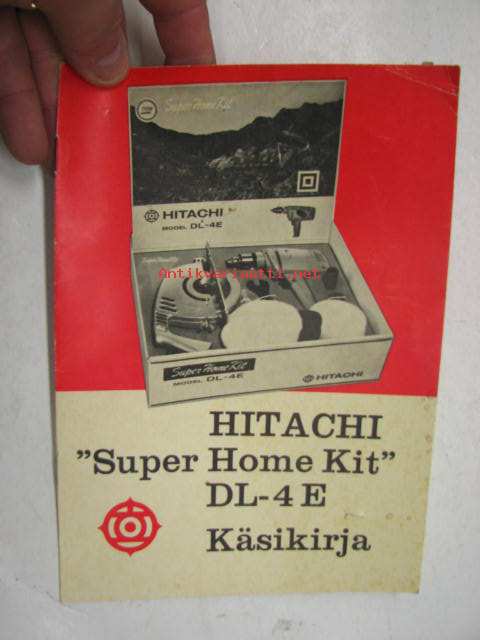 Super Home Kit
HITACHI
MODEL DL-4E
Antikvariaatti.net
Super Home Kit
MODEL DL-4E
HITACHI
HITACHI
"Super Home Kit"
DL-4E
Käsikirja